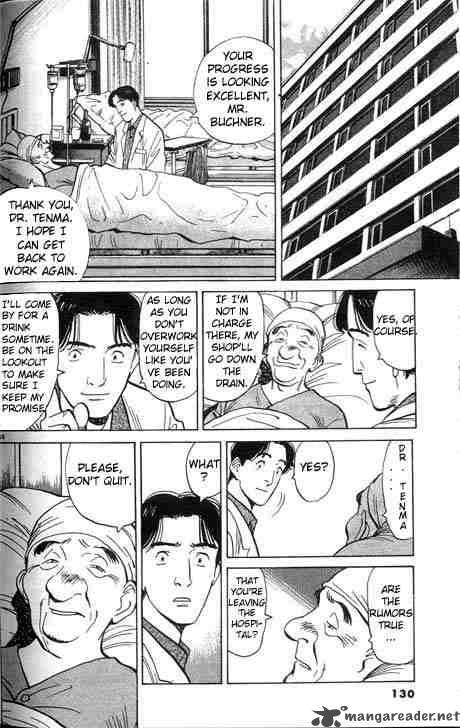 YOUR
PROGRESS
IS LOOKING
EXCELLENT,
MR.
BUCHNER.
THANK YOU,
DR. TENMA.
I HOPE I
CAN GET
BACK TO
WORK AGAIN.
YES, OF
COURSE.
IF I'M
NOT IN
CHARGE
THERE, MY
SHOP'LL
GO DOWN
THE
DRAIN.
AS LONG
AS YOU
DON'T
OVERWORK
YOURSELF
LIKE YOU'
VE BEEN
DOING.
I'LL COME
BY FOR A
DRINK
SOMETIME.
BE ON THE
LOOKOUT
TO MAKE
SURE I
KEEP MY
PROMISE.
DR. TENMA
....
YES?
ARE
THE
RUMORS
TRUE
....
THAT
YOU'RE
LEAVING
THE
HOSPI-
TAL?
WHAT
?
PLEASE,
DON'T QUIT.
130
mangareader.net